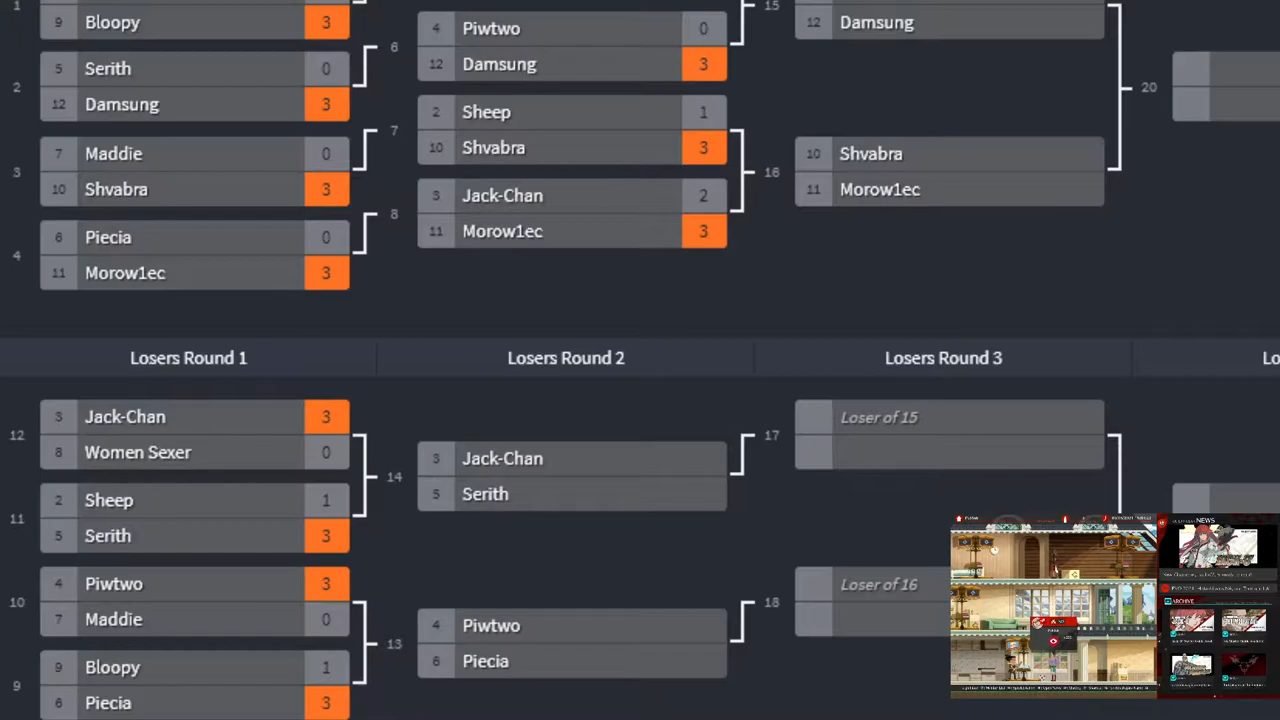 1
9 Bloopy 3
5 Serith 0
2
12 Damsung 3
7 Maddie 0
3
10 Shvabra 3
6 Piecia 0
4
11 Morow1ec 3
6
4 Piwtwo 0
12 Damsung 3
7
2 Sheep 1
10 Shvabra 3
8
3 Jack-Chan 2
11 Morow1ec 3
15
12 Damsung
16
10 Shvabra
11 Morow1ec
20
Losers Round 1
Losers Round 2
Losers Round 3
Lo
12
3 Jack-Chan 3
8 Women Sexer 0
11
2 Sheep 1
5 Serith 3
10
4 Piwtwo 3
7 Maddie 0
9
9 Bloopy 1
6 Piecia 3
14
3 Jack-Chan
5 Serith
13
4 Piwtwo
6 Piecia
17
Loser of 15
18
Loser of 16
NEWS
ARCHIVE